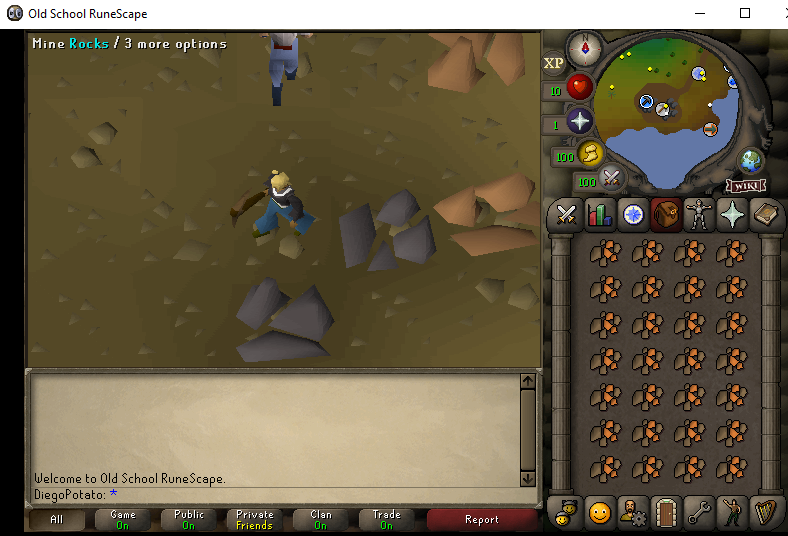 Old School RuneScape
Mine Rocks / 3 more options
N
XP
10
1
100
100
WIKI
Welcome to Old School RuneScape.
DiegoPotato: *
All
Game
On
Public
On
Private
Friends
Clan
On
Trade
On
Report